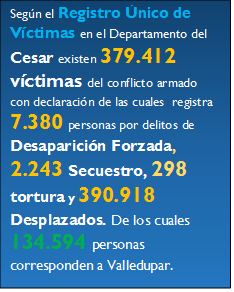 Según el Registro Único de
Víctimas en el Departamento del
Cesar existen 379.412
víctimas del conflicto armado
con declaración de las cuales registra
7.380 personas por delitos de
Desaparición Forzada,
2.243 Secuestro, 298
tortura y 390.918
Desplazados. De los cuales
134.594 personas
corresponden a Valledupar.